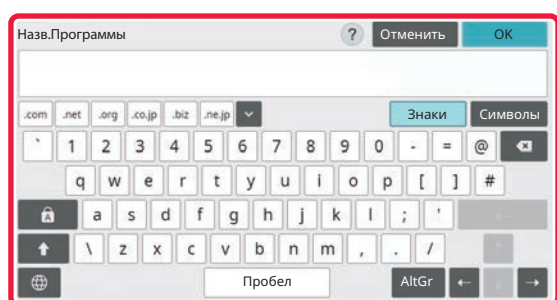 Назв.Программы ? Отменить OK
.com .net .org .co.jp .biz .ne.jp Знаки Символы
` 1 2 3 4 5 6 7 8 9 0 - = @
q w e r t y u i o p [ ] #
A a s d f g h j k l ; '
\ z x c v b n m , . /
Пробел AltGr